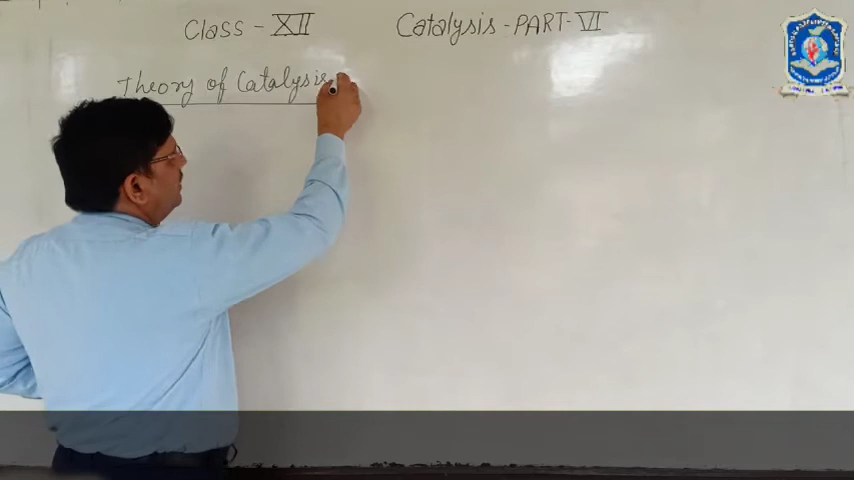 Class - XII Catalysis - PART - VI
Theory of Catalysis